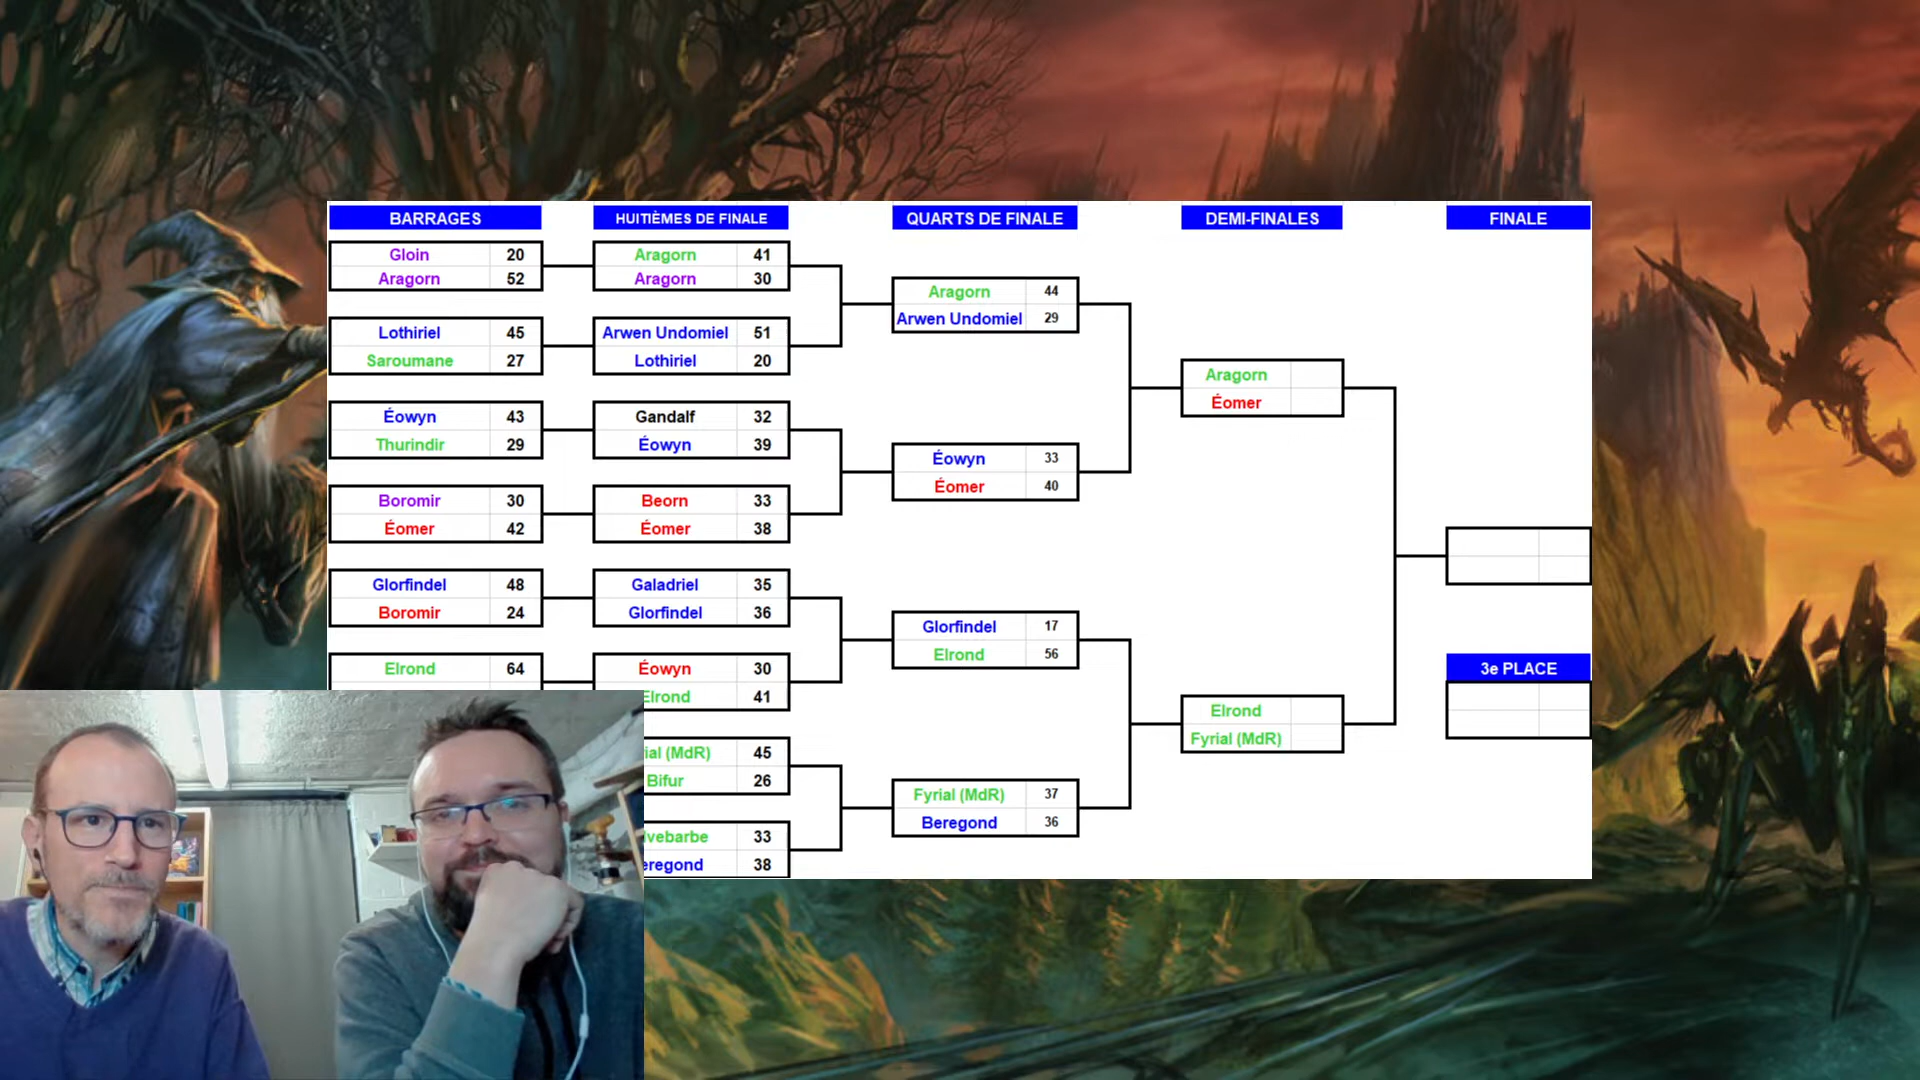 BARRAGES
Gloin 20
Aragorn 52
Lothiriel 45
Saroumane 27
Éowyn 43
Thurindir 29
Boromir 30
Éomer 42
Glorfindel 48
Boromir 24
Elrond 64
HUITIÈMES DE FINALE
Aragorn 41
Aragorn 30
Arwen Undomiel 51
Lothiriel 20
Gandalf 32
Éowyn 39
Beorn 33
Éomer 38
Galadriel 35
Glorfindel 36
Éowyn 30
Elrond 41
(MdR) 45
Bifur 26
33
38
QUARTS DE FINALE
Aragorn 44
Arwen Undomiel 29
Éowyn 33
Éomer 40
Glorfindel 17
Elrond 56
Fyrial (MdR) 37
Beregond 36
DEMI-FINALES
Aragorn
Éomer
Elrond
Fyrial (MdR)
FINALE
3e PLACE